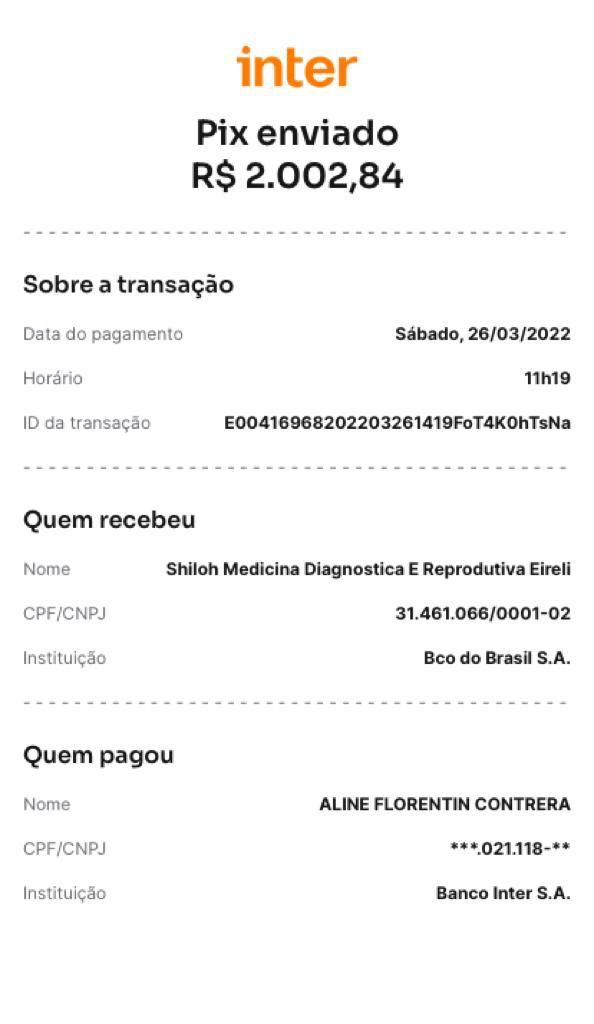 inter
Pix enviado
R$ 2.002,84
Sobre a transação
Data do pagamento Sábado, 26/03/2022
Horário 11h19
ID da transação E00416968202203261419FoT4K0hTsNa
Quem recebeu
Nome Shiloh Medicina Diagnostica E Reprodutiva Eireli
CPF/CNPJ 31.461.066/0001-02
Instituição Bco do Brasil S.A.
Quem pagou
Nome ALINE FLORENTIN CONTRERA
CPF/CNPJ ***.021.118-**
Instituição Banco Inter S.A.